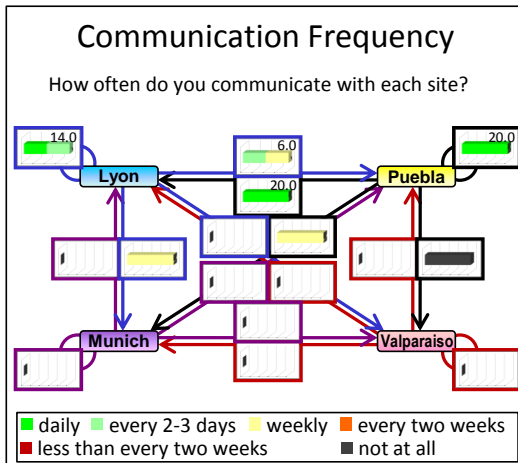 Communication Frequency
How often do you communicate with each site?
14.0
6.0
20.0
Lyon
Puebla
20.0
Munich
Valparaiso
daily
every 2-3 days
weekly
every two weeks
less than every two weeks
not at all